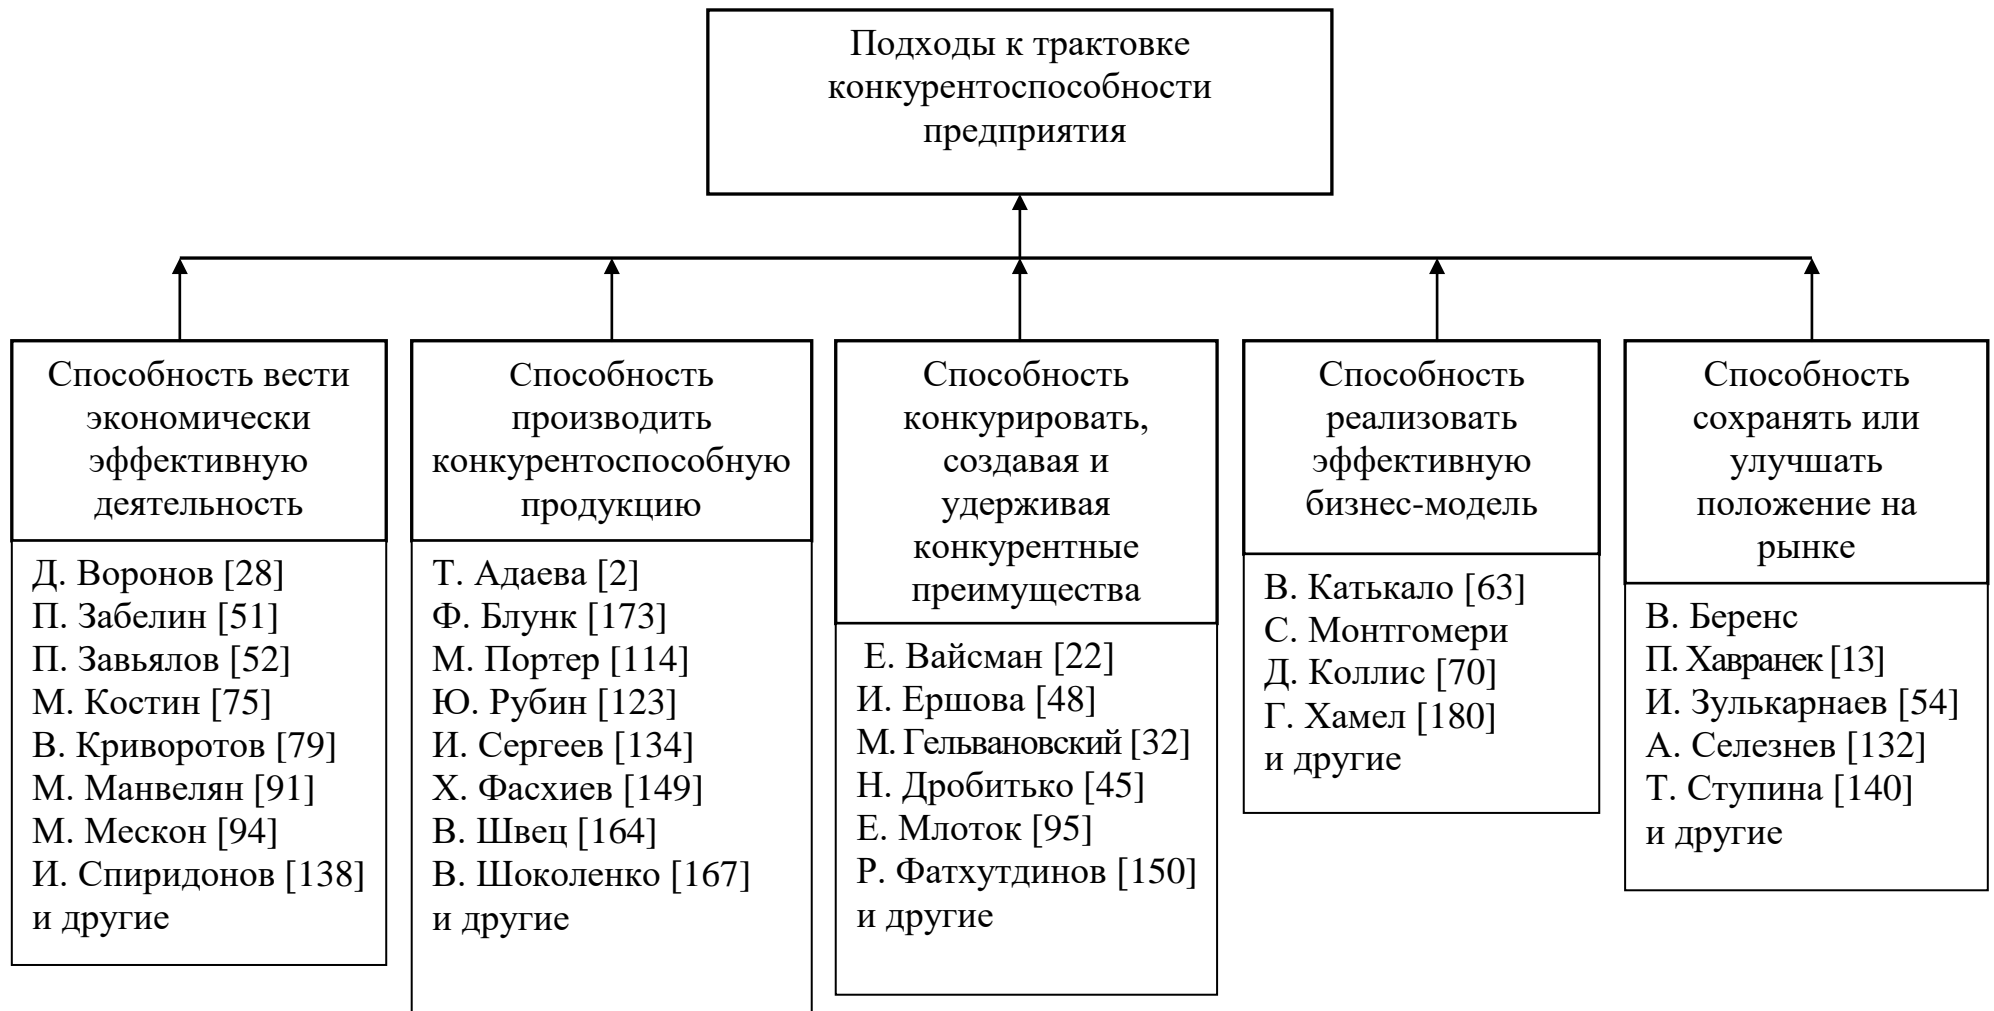 Подходы к трактовке
конкурентоспособности
предприятия
Способность вести
экономически
эффективную
деятельность
Д. Воронов [28]
П. Забелин [51]
П. Завьялов [52]
М. Костин [75]
В. Криворотов [79]
М. Манвелян [91]
М. Мескон [94]
И. Спиридонов [138]
и другие
Способность
производить
конкурентоспособную
продукцию
Т. Адаева [2]
Ф. Блунк [173]
М. Портер [114]
Ю. Рубин [123]
И. Сергеев [134]
Х. Фасхиев [149]
В. Швец [164]
В. Шоколенко [167]
и другие
Способность
конкурировать,
создавая и
удерживая
конкурентные
преимущества
Е. Вайсман [22]
И. Ершова [48]
М. Гельвановский [32]
Н. Дробитько [45]
Е. Млоток [95]
Р. Фатхутдинов [150]
и другие
Способность
реализовать
эффективную
бизнес-модель
В. Катькало [63]
С. Монтгомери
Д. Коллис [70]
Г. Хамел [180]
и другие
Способность
сохранять или
улучшать
положение на
рынке
В. Беренс
П. Хавранек [13]
И. Зулькарнаев [54]
А. Селезнев [132]
Т. Ступина [140]
и другие